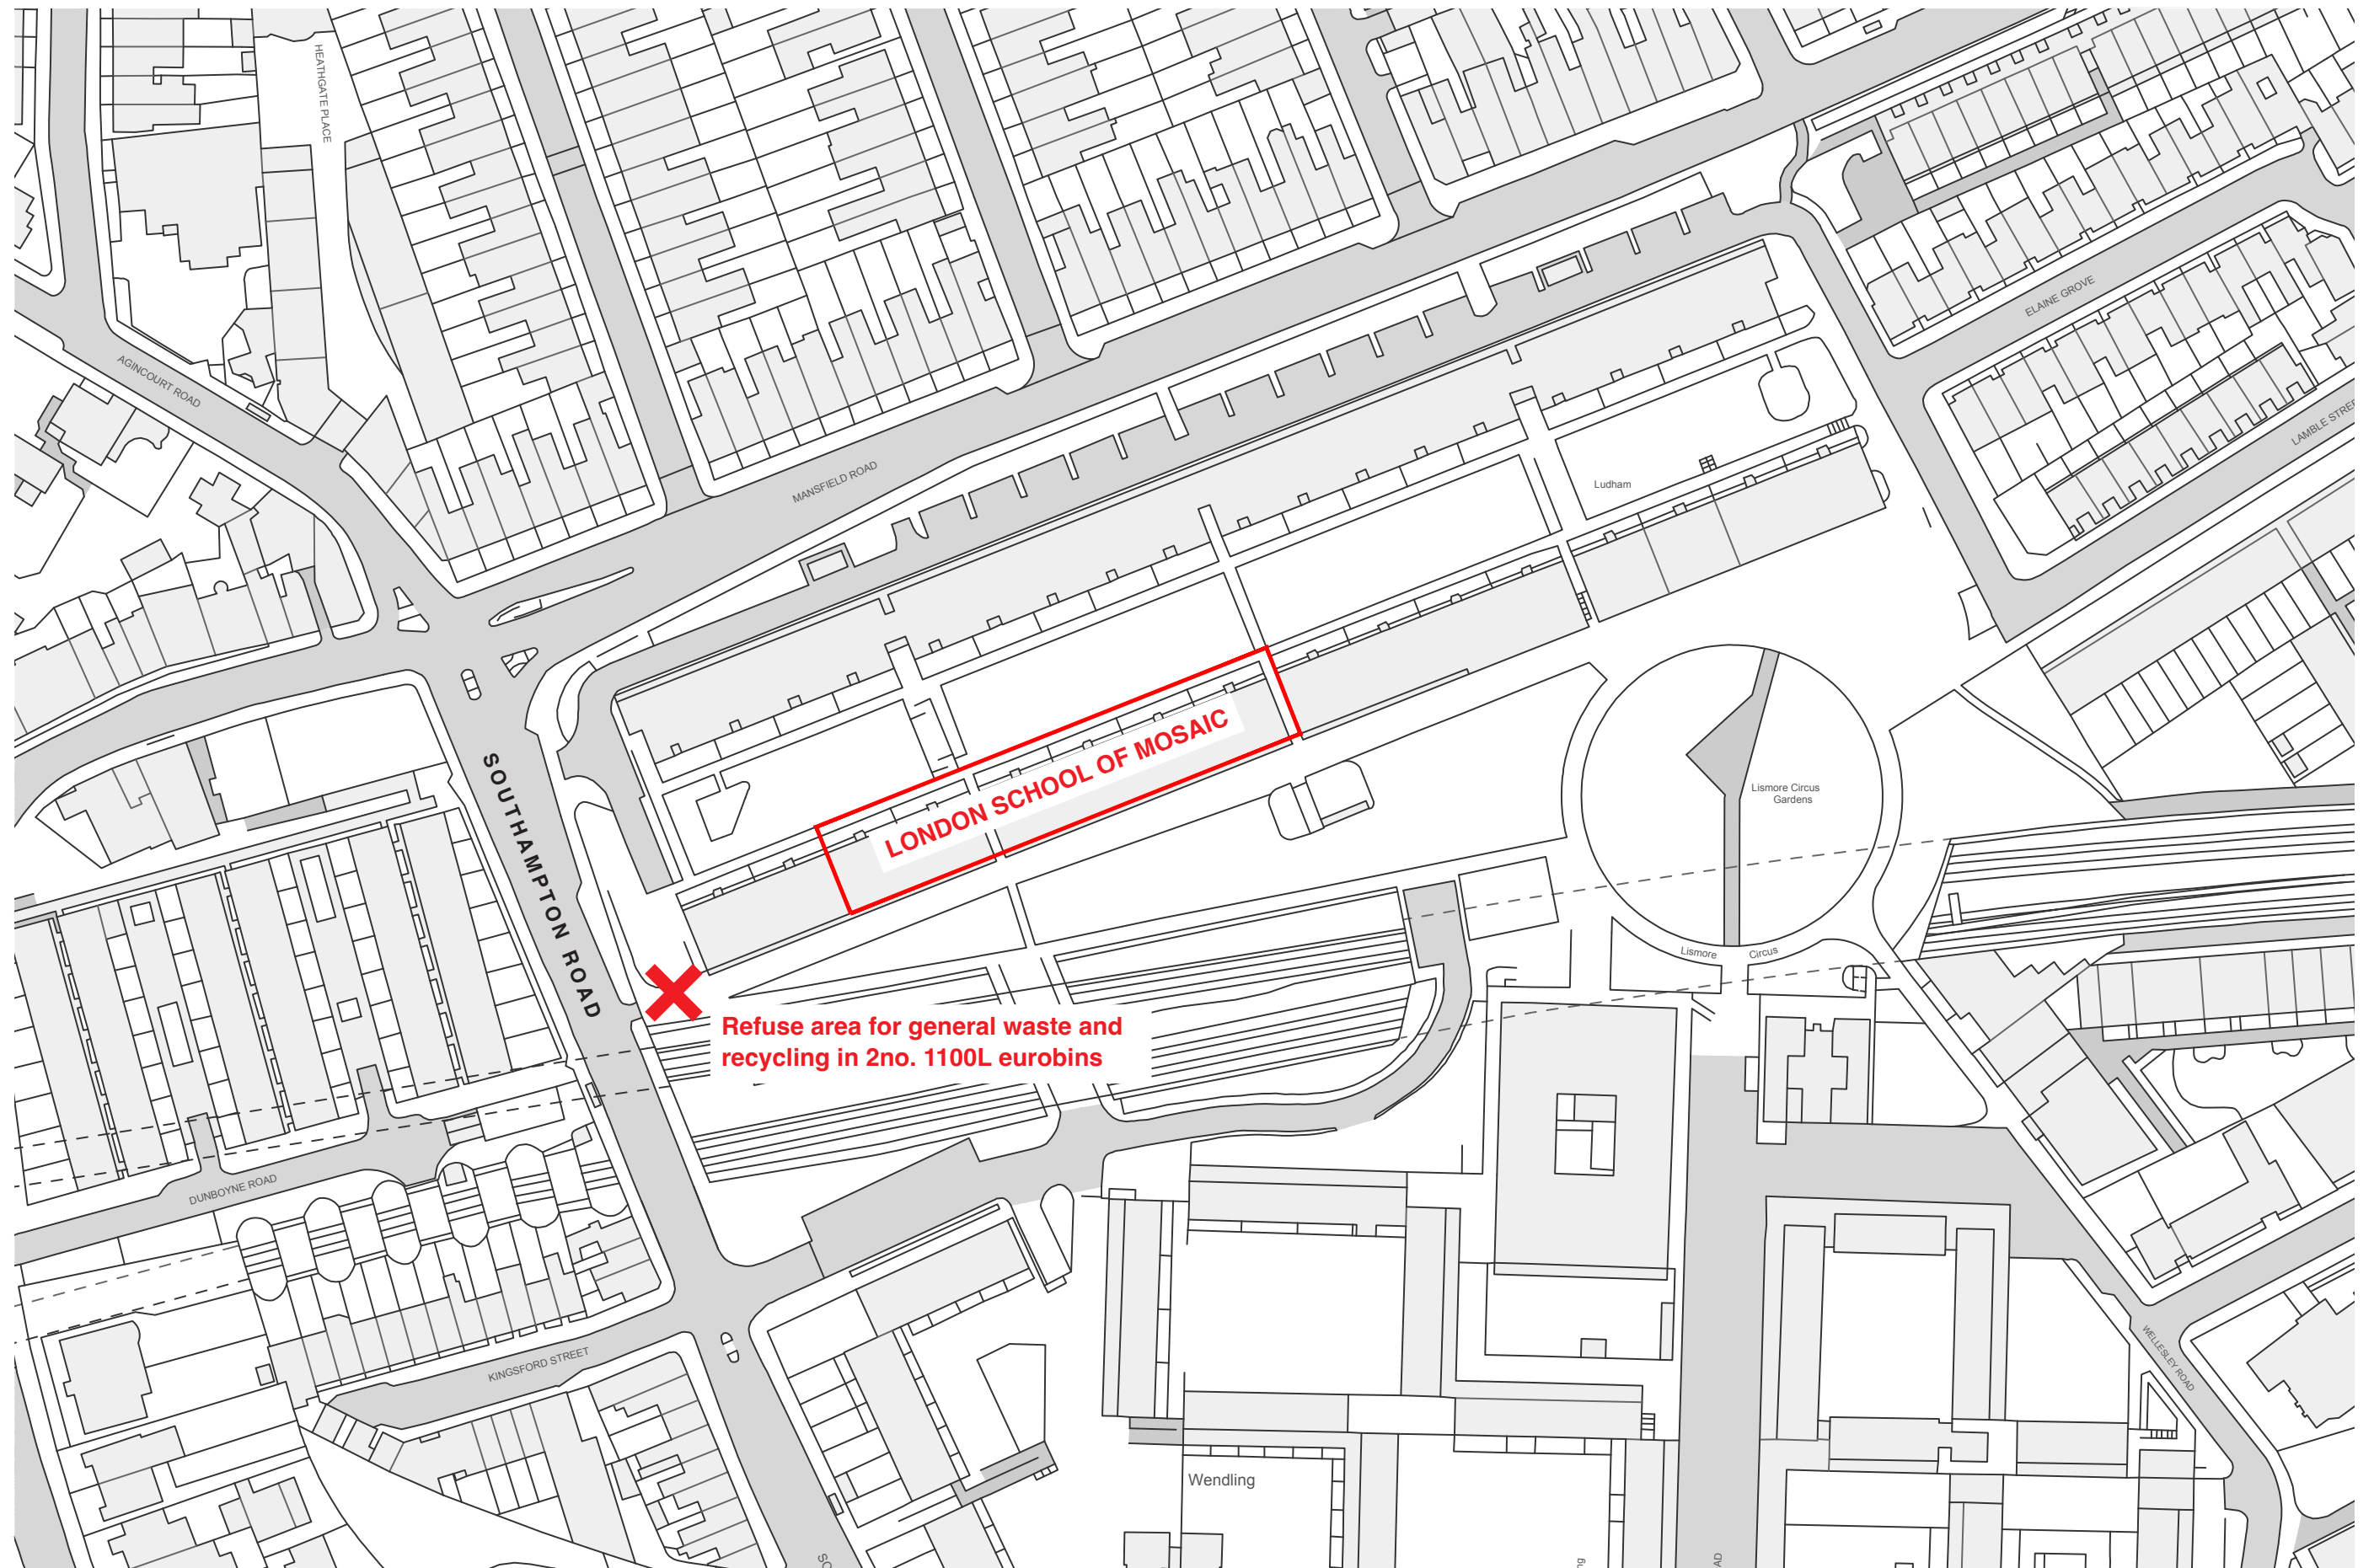 HEATHGATE PLACE
AGINCOURT ROAD
MANSFIELD ROAD
ELAINE GROVE
Ludham
SOUTHAMPTON ROAD
LONDON SCHOOL OF MOSAIC
Lismore Circus
Gardens
Lismore Circus
Refuse area for general waste and
recycling in 2no. 1100L eurobins
DUNBOYNE ROAD
KINGSFORD STREET
WELLESLEY ROAD
Wendling